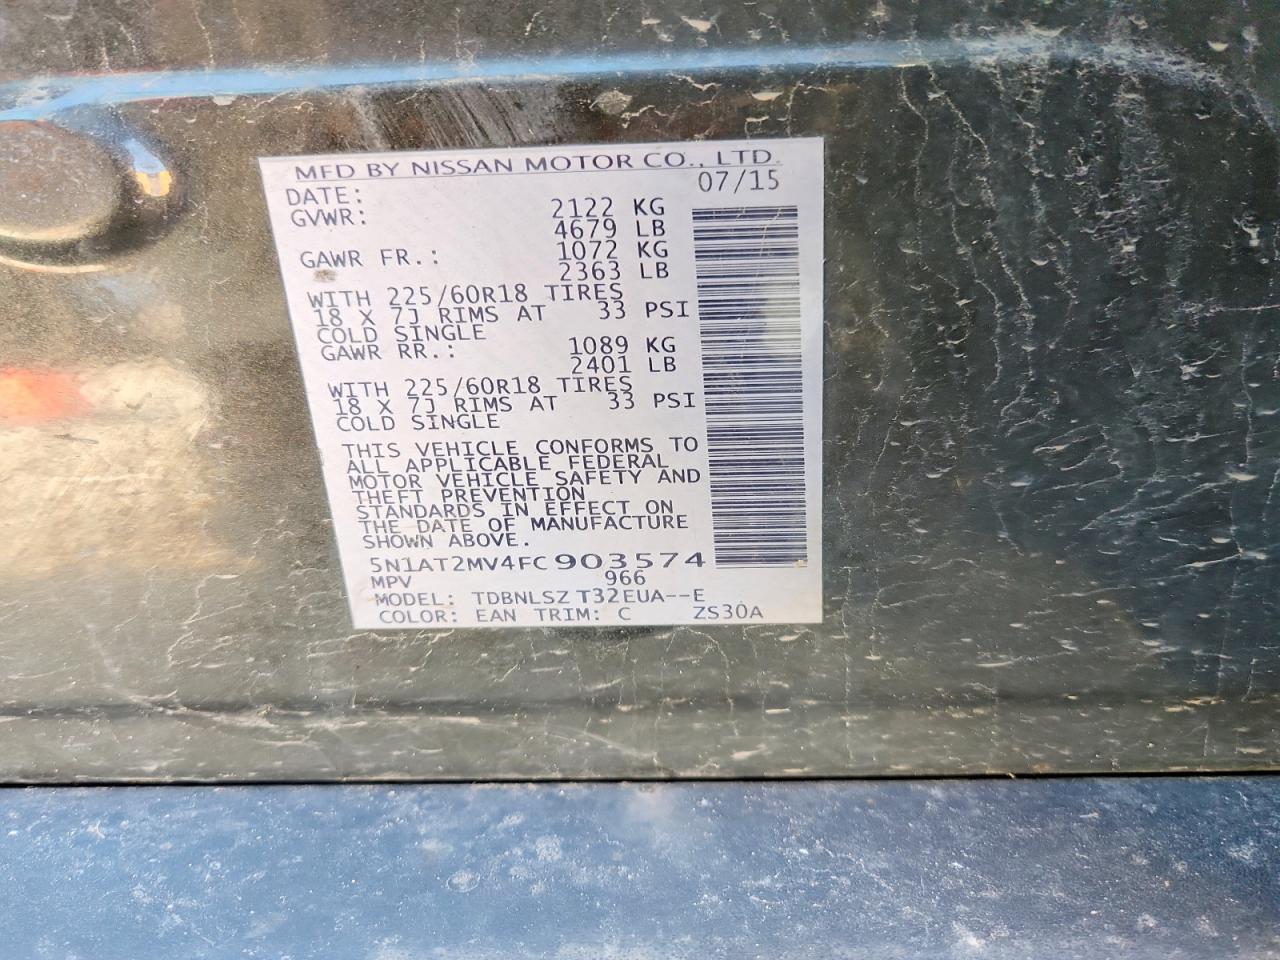 MFD BY NISSAN MOTOR CO., LTD.
DATE: 07/15
GVWR: 2122 KG
4679 LB
GAWR FR.: 1072 KG
2363 LB
WITH 225/60R18 TIRES
18 X 7J RIMS AT 33 PSI
COLD SINGLE
GAWR RR.: 1089 KG
2401 LB
WITH 225/60R18 TIRES
18 X 7J RIMS AT 33 PSI
COLD SINGLE
THIS VEHICLE CONFORMS TO
ALL APPLICABLE FEDERAL
MOTOR VEHICLE SAFETY AND
THEFT PREVENTION
STANDARDS IN EFFECT ON
THE DATE OF MANUFACTURE
SHOWN ABOVE.
5N1AT2MV4FC903574
MPV 966
MODEL: TDBNLSZ T32EUA--E
COLOR: EAN TRIM: C ZS30A